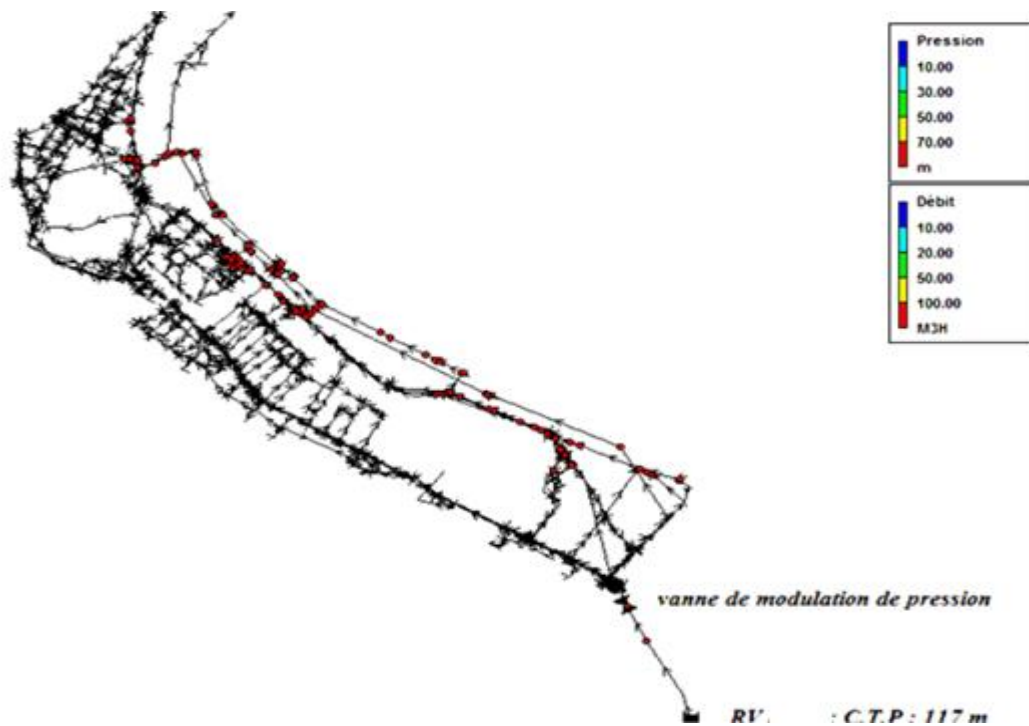 Pression
10.00
30.00
50.00
70.00
m
Débit
10.00
20.00
50.00
100.00
M3H
vanne de modulation de pression
RV : C.T.P : 117 m